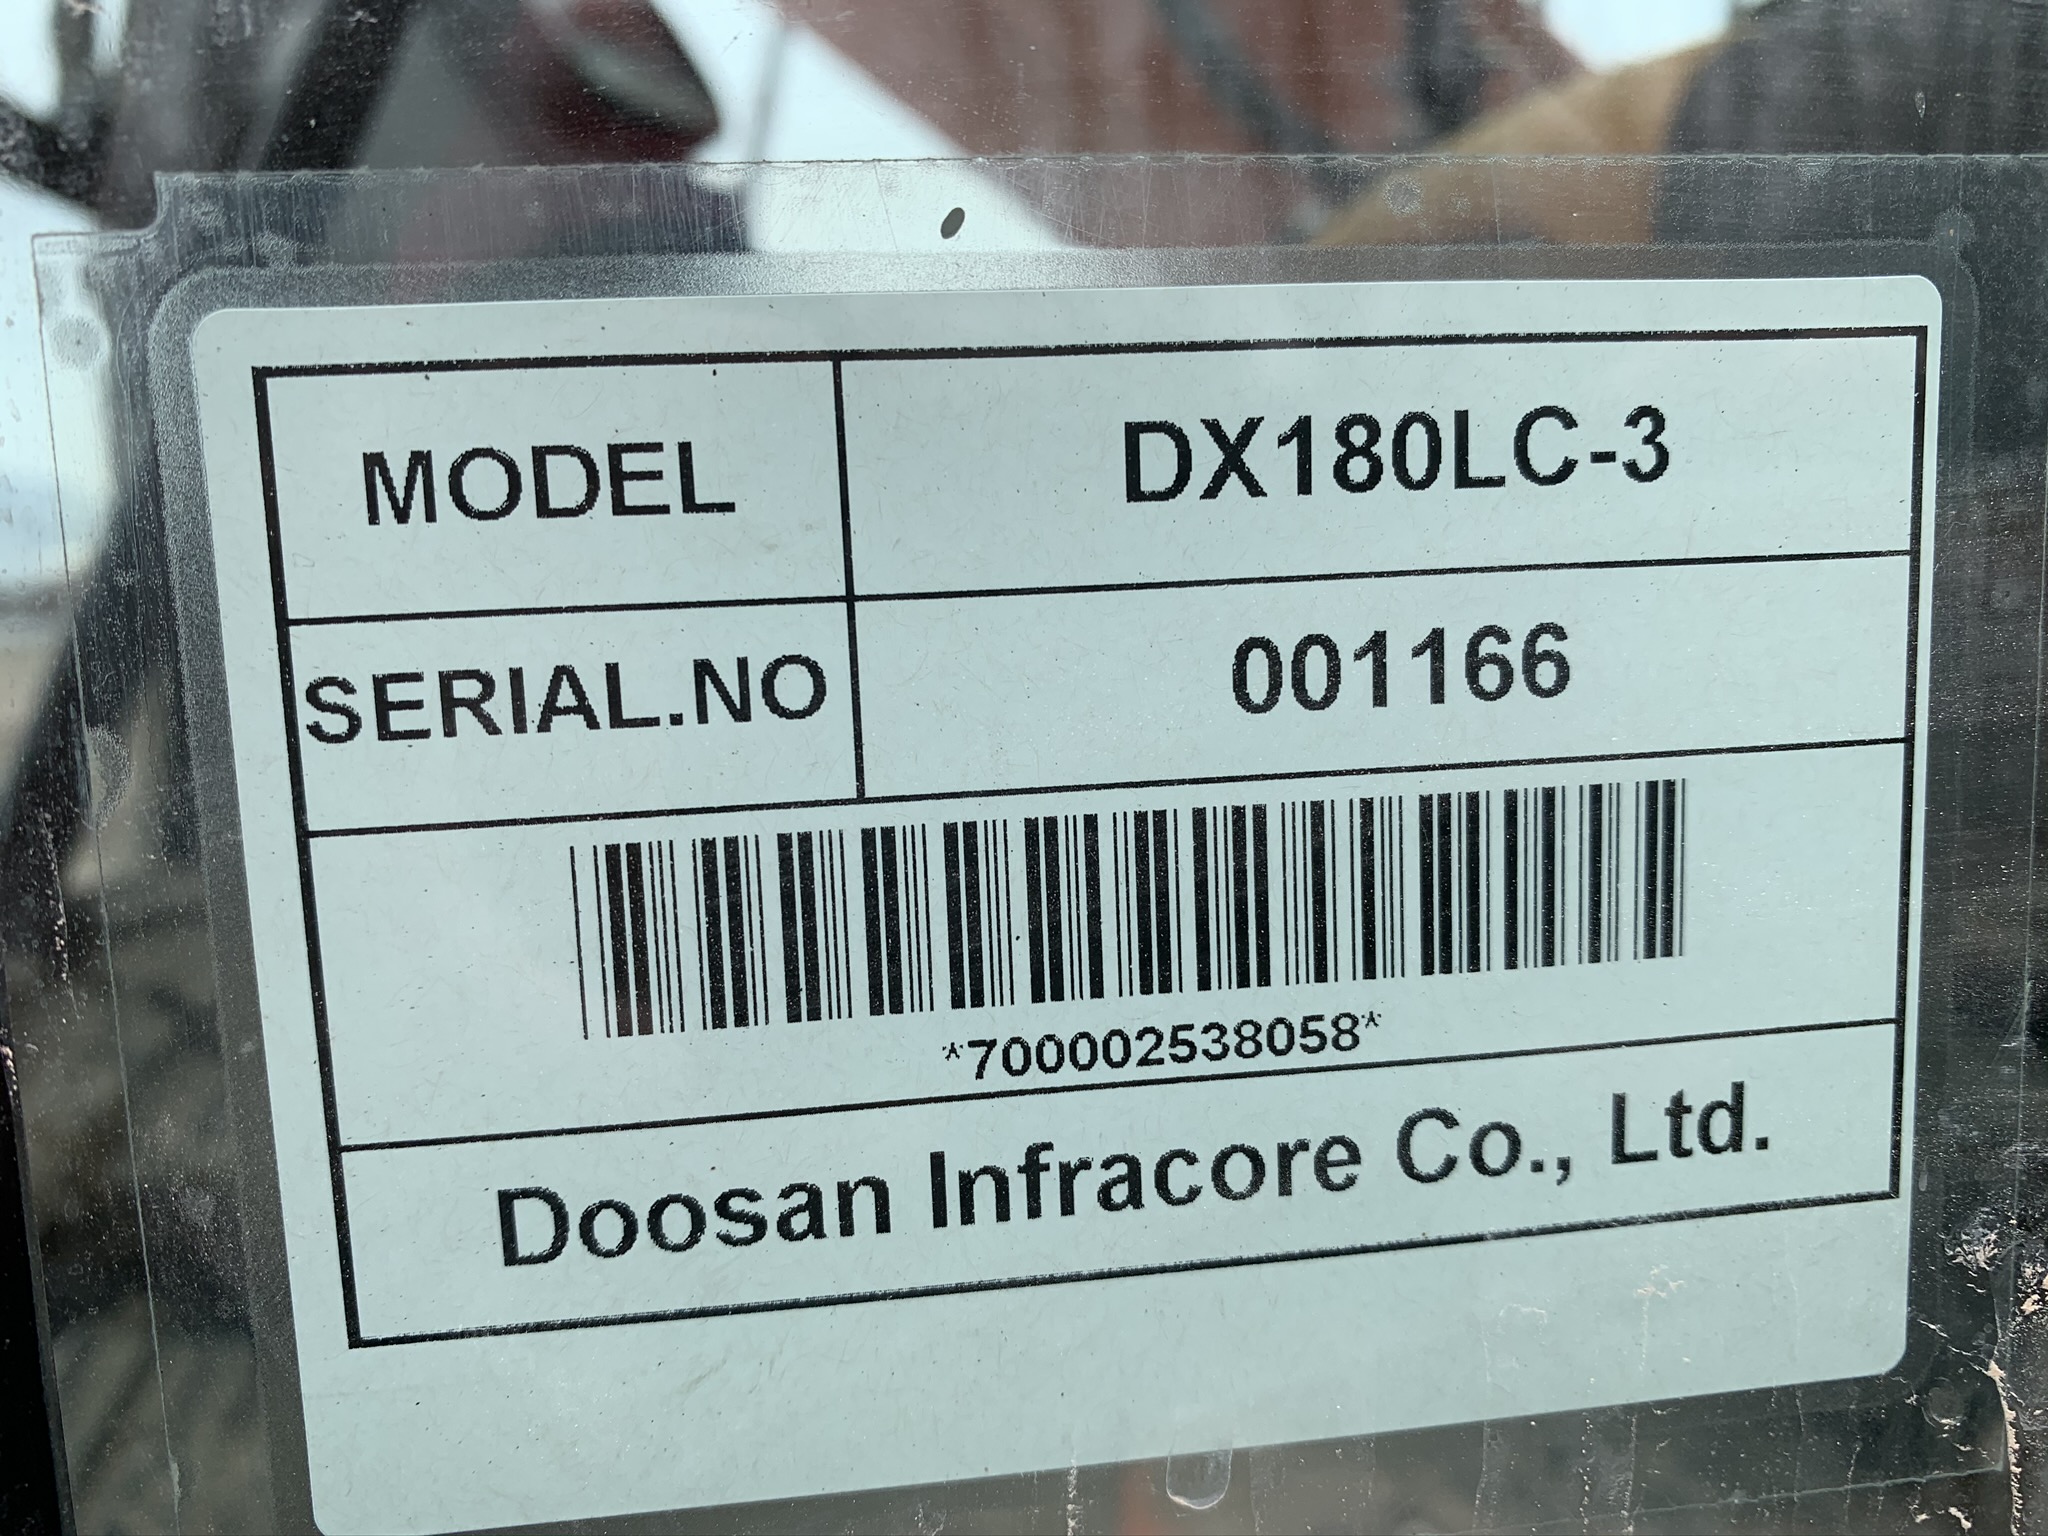 MODEL DX180LC-3
SERIAL.NO 001166
*700002538058*
Doosan Infracore Co., Ltd.